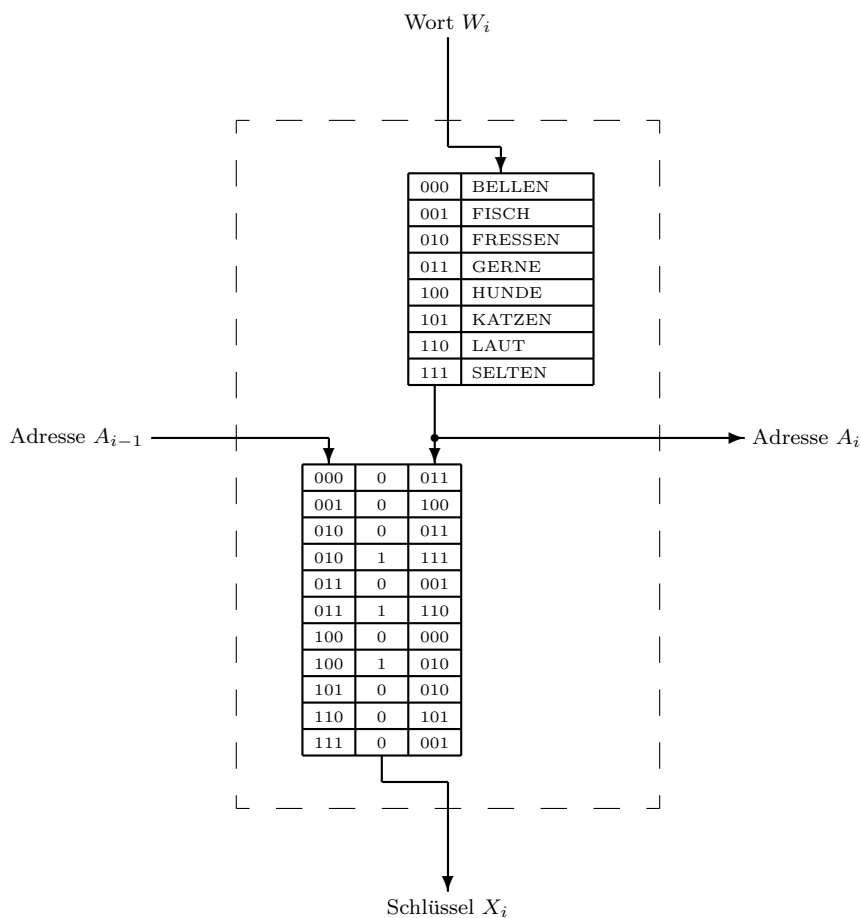 Wort W_i
000 BELLEN
001 FISCH
010 FRESSEN
011 GERNE
100 HUNDE
101 KATZEN
110 LAUT
111 SELTEN
Adresse A_{i−1}
Adresse A_i
000 0 011
001 0 100
010 0 011
010 1 111
011 0 001
011 1 110
100 0 000
100 1 010
101 0 010
110 0 101
111 0 001
Schlüssel X_i